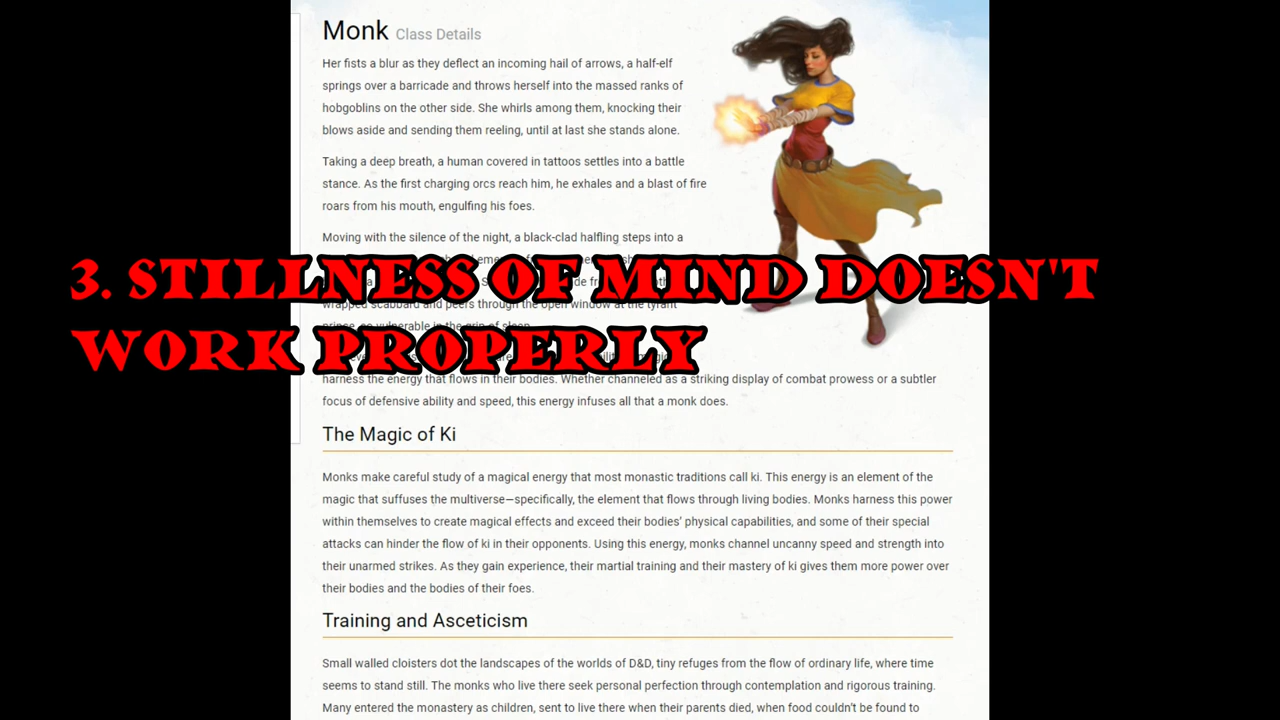 Monk Class Details
Her fists a blur as they deflect an incoming hail of arrows, a half-elf
springs over a barricade and throws herself into the massed ranks of
hobgoblins on the other side. She whirls among them, knocking their
blows aside and sending them reeling, until at last she stands alone.
Taking a deep breath, a human covered in tattoos settles into a battle
stance. As the first charging orcs reach him, he exhales and a blast of fire
roars from his mouth, engulfing his foes.
Moving with the silence of the night, a black-clad halfling steps into a
3. STILLNESS OF MIND DOESN'T
WORK PROPERLY
wrapped scabbard and peers through the open window at the tyrant
harness the energy that flows in their bodies. Whether channeled as a striking display of combat prowess or a subtler
focus of defensive ability and speed, this energy infuses all that a monk does.
The Magic of Ki
Monks make careful study of a magical energy that most monastic traditions call ki. This energy is an element of the
magic that suffuses the multiverse—specifically, the element that flows through living bodies. Monks harness this power
within themselves to create magical effects and exceed their bodies' physical capabilities, and some of their special
attacks can hinder the flow of ki in their opponents. Using this energy, monks channel uncanny speed and strength into
their unarmed strikes. As they gain experience, their martial training and their mastery of ki gives them more power over
their bodies and the bodies of their foes.
Training and Asceticism
Small walled cloisters dot the landscapes of the worlds of D&D, tiny refuges from the flow of ordinary life, where time
seems to stand still. The monks who live there seek personal perfection through contemplation and rigorous training.
Many entered the monastery as children, sent to live there when their parents died, when food couldn't be found to